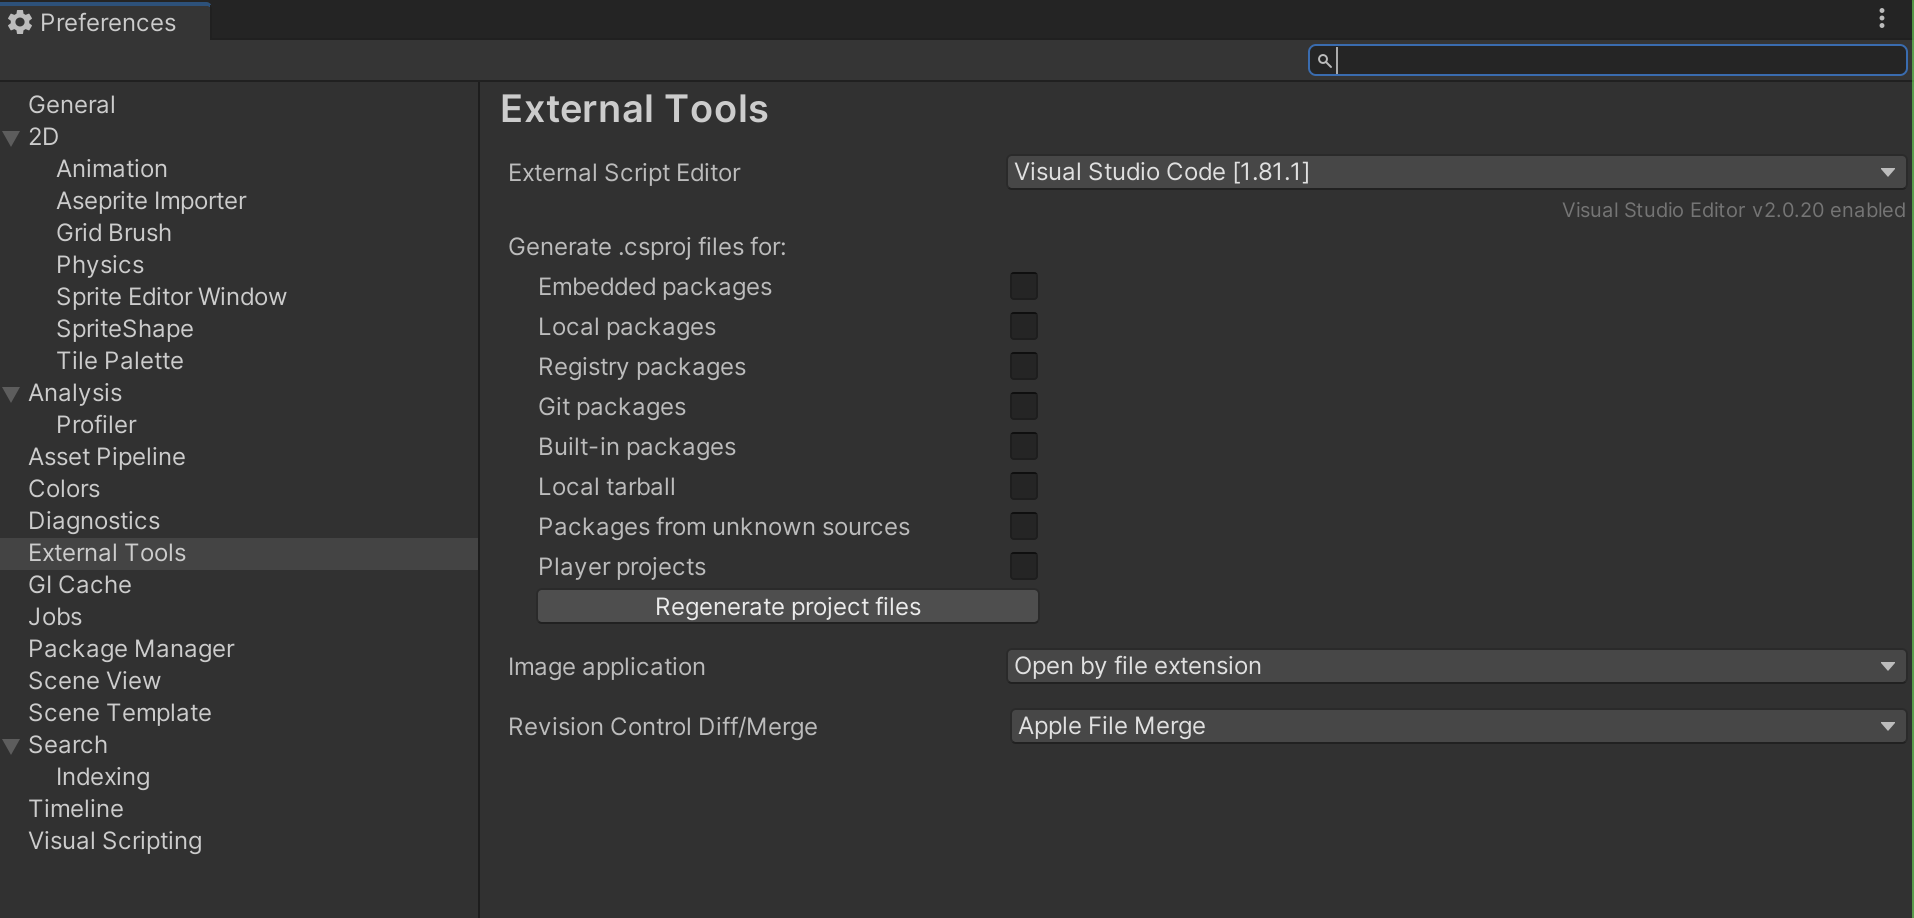 Preferences
General
2D
Animation
Aseprite Importer
Grid Brush
Physics
Sprite Editor Window
SpriteShape
Tile Palette
Analysis
Profiler
Asset Pipeline
Colors
Diagnostics
External Tools
GI Cache
Jobs
Package Manager
Scene View
Scene Template
Search
Indexing
Timeline
Visual Scripting
External Tools
External Script Editor Visual Studio Code [1.81.1]
Visual Studio Editor v2.0.20 enabled
Generate .csproj files for:
Embedded packages
Local packages
Registry packages
Git packages
Built-in packages
Local tarball
Packages from unknown sources
Player projects
Regenerate project files
Image application Open by file extension
Revision Control Diff/Merge Apple File Merge